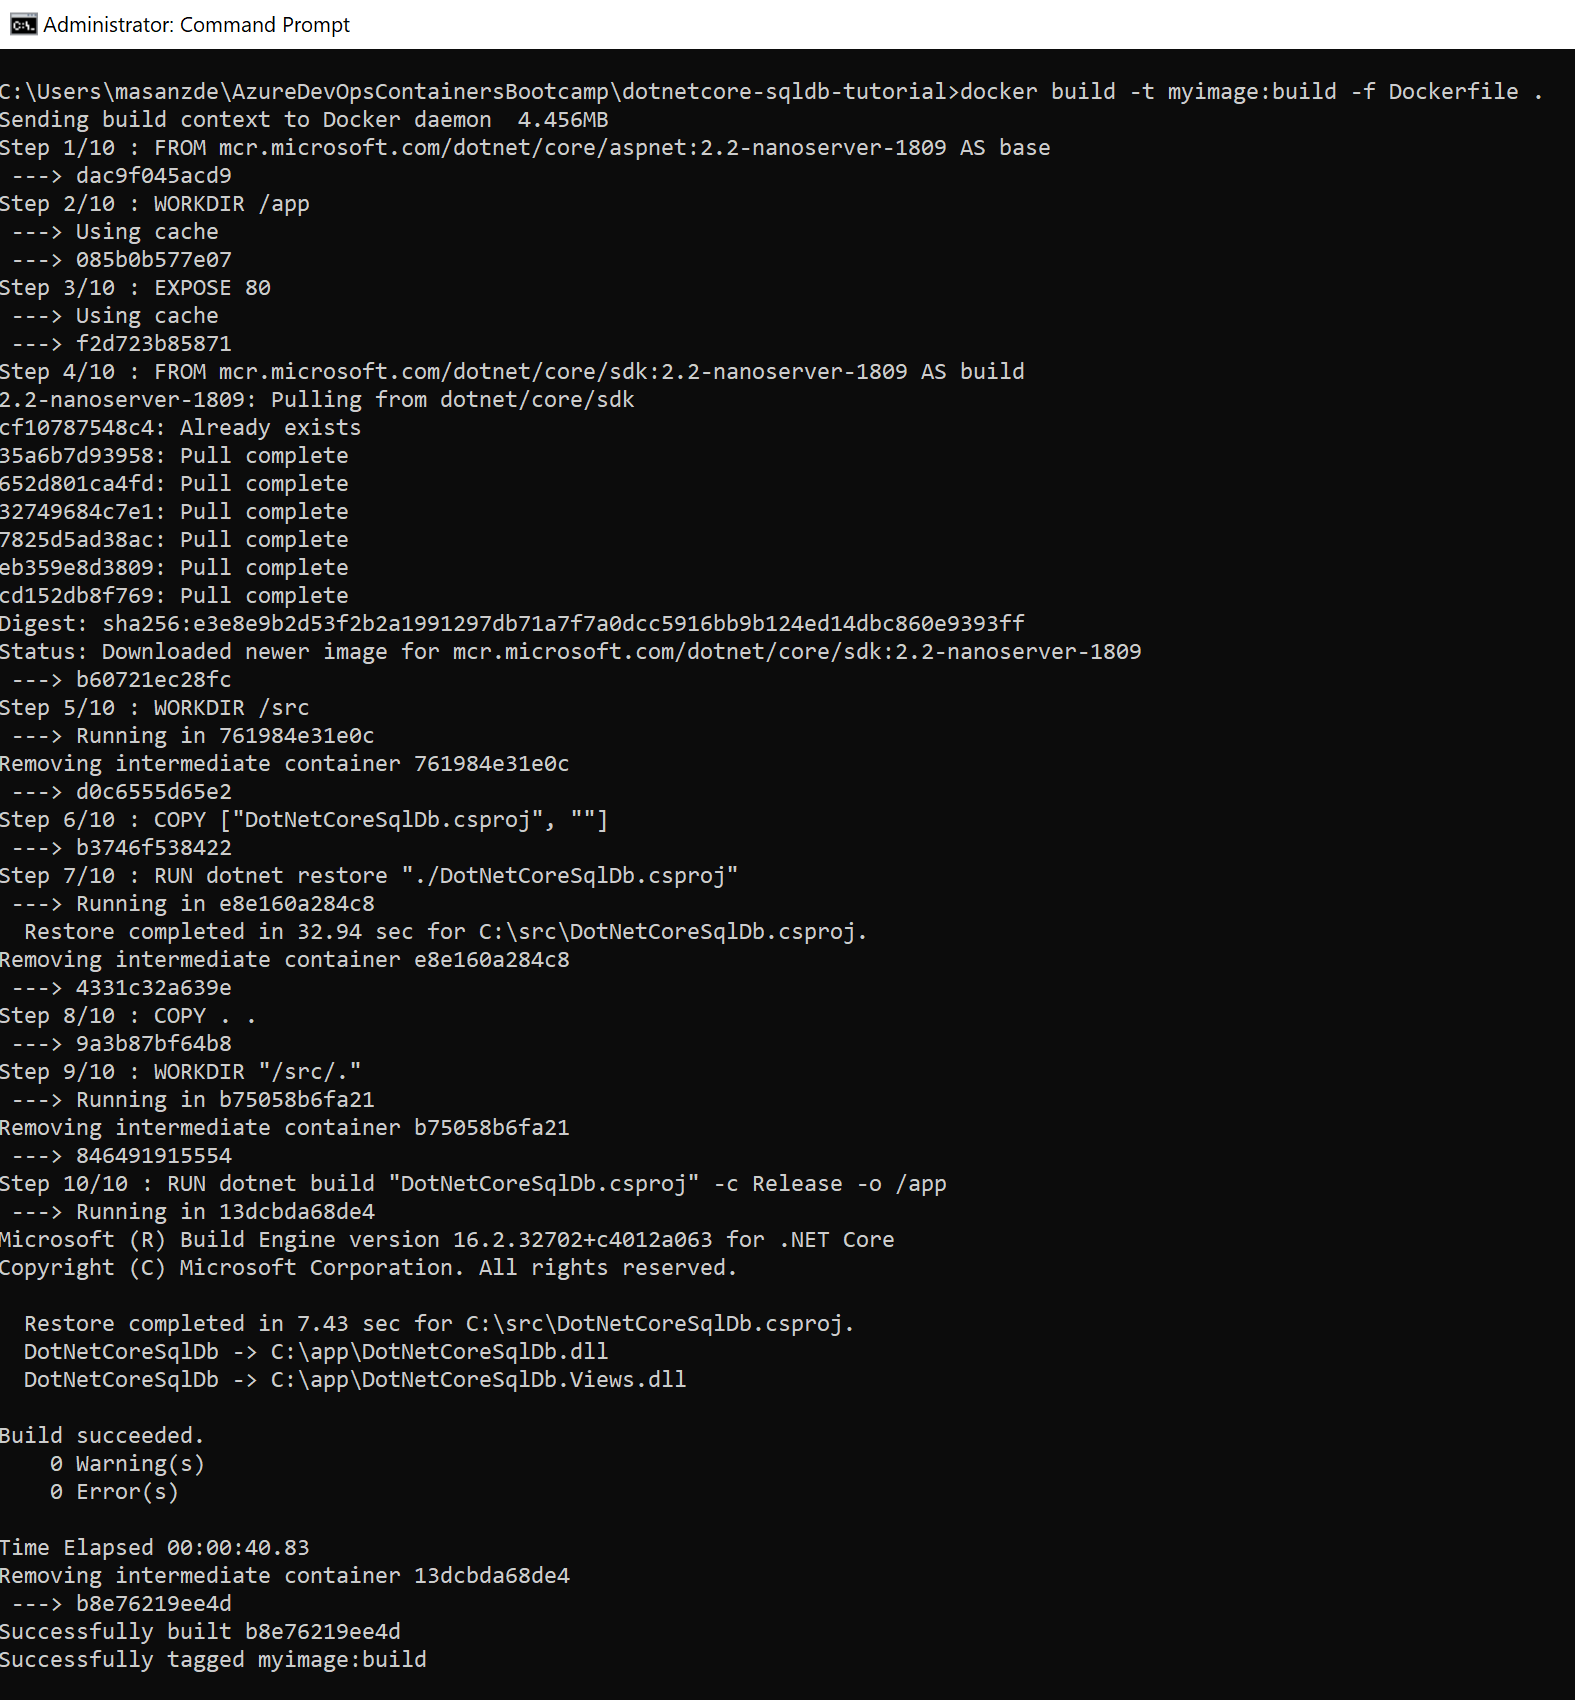 Administrator: Command Prompt
C:\Users\masanzde\AzureDevOpsContainersBootcamp\dotnetcore-sqldb-tutorial>docker build -t myimage:build -f Dockerfile .
Sending build context to Docker daemon  4.456MB
Step 1/10 : FROM mcr.microsoft.com/dotnet/core/aspnet:2.2-nanoserver-1809 AS base
 ---> dac9f045acd9
Step 2/10 : WORKDIR /app
 ---> Using cache
 ---> 085b0b577e07
Step 3/10 : EXPOSE 80
 ---> Using cache
 ---> f2d723b85871
Step 4/10 : FROM mcr.microsoft.com/dotnet/core/sdk:2.2-nanoserver-1809 AS build
2.2-nanoserver-1809: Pulling from dotnet/core/sdk
cf10787548c4: Already exists
35a6b7d93958: Pull complete
652d801ca4fd: Pull complete
32749684c7e1: Pull complete
7825d5ad38ac: Pull complete
eb359e8d3809: Pull complete
cd152db8f769: Pull complete
Digest: sha256:e3e8e9b2d53f2b2a1991297db71a7f7a0dcc5916bb9b124ed14dbc860e9393ff
Status: Downloaded newer image for mcr.microsoft.com/dotnet/core/sdk:2.2-nanoserver-1809
 ---> b60721ec28fc
Step 5/10 : WORKDIR /src
 ---> Running in 761984e31e0c
Removing intermediate container 761984e31e0c
 ---> d0c6555d65e2
Step 6/10 : COPY ["DotNetCoreSqlDb.csproj", ""]
 ---> b3746f538422
Step 7/10 : RUN dotnet restore "./DotNetCoreSqlDb.csproj"
 ---> Running in e8e160a284c8
  Restore completed in 32.94 sec for C:\src\DotNetCoreSqlDb.csproj.
Removing intermediate container e8e160a284c8
 ---> 4331c32a639e
Step 8/10 : COPY . .
 ---> 9a3b87bf64b8
Step 9/10 : WORKDIR "/src/."
 ---> Running in b75058b6fa21
Removing intermediate container b75058b6fa21
 ---> 846491915554
Step 10/10 : RUN dotnet build "DotNetCoreSqlDb.csproj" -c Release -o /app
 ---> Running in 13dcbda68de4
Microsoft (R) Build Engine version 16.2.32702+c4012a063 for .NET Core
Copyright (C) Microsoft Corporation. All rights reserved.
  Restore completed in 7.43 sec for C:\src\DotNetCoreSqlDb.csproj.
  DotNetCoreSqlDb -> C:\app\DotNetCoreSqlDb.dll
  DotNetCoreSqlDb -> C:\app\DotNetCoreSqlDb.Views.dll
Build succeeded.
    0 Warning(s)
    0 Error(s)
Time Elapsed 00:00:40.83
Removing intermediate container 13dcbda68de4
 ---> b8e76219ee4d
Successfully built b8e76219ee4d
Successfully tagged myimage:build